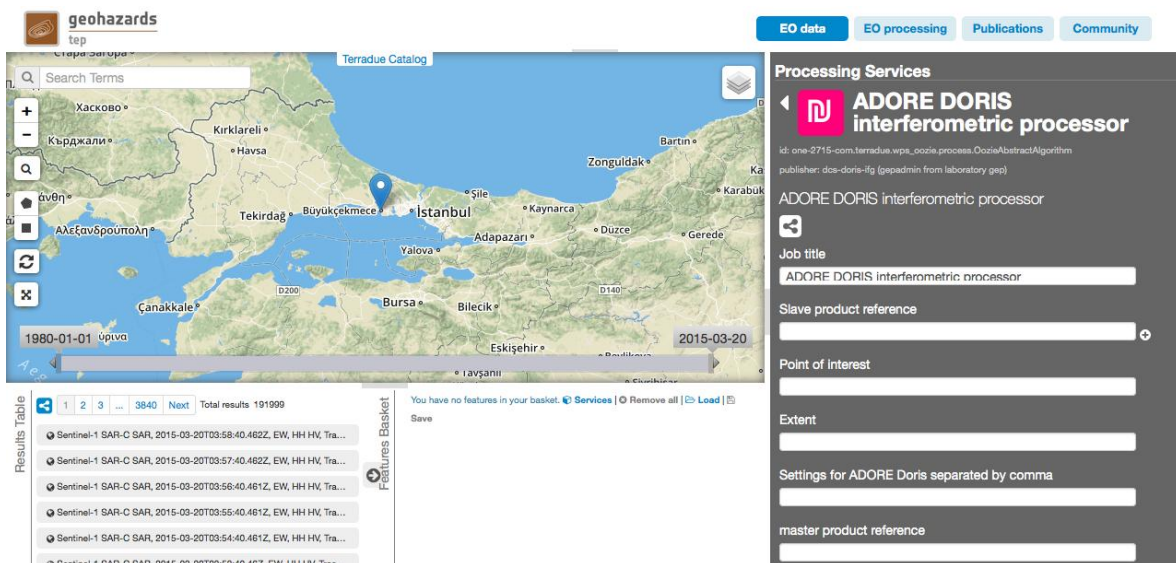 geohazards
tep
EO data
EO processing
Publications
Community
Terradue Catalog
Search Terms
Хасково
Кърджали
Kırklareli
Havsa
Bartın
Zonguldak
Karabük
Şile
Tekirdağ
Büyükçekmece
İstanbul
Kaynarca
Αλεξανδρούπολη
Adapazarı
Düzce
Gerede
Yalova
D200
D140
Çanakkale
Bursa
Bilecik
1980-01-01
2015-03-20
Eskişehir
Tavşanlı
Results Table
1 2 3 ... 3840 Next Total results 191999
Sentinel-1 SAR-C SAR, 2015-03-20T03:58:40.462Z, EW, HH HV, Tra...
Sentinel-1 SAR-C SAR, 2015-03-20T03:57:40.462Z, EW, HH HV, Tra...
Sentinel-1 SAR-C SAR, 2015-03-20T03:56:40.461Z, EW, HH HV, Tra...
Sentinel-1 SAR-C SAR, 2015-03-20T03:55:40.461Z, EW, HH HV, Tra...
Sentinel-1 SAR-C SAR, 2015-03-20T03:54:40.461Z, EW, HH HV, Tra...
Features Basket
You have no features in your basket. Services | Remove all | Load |
Save
Processing Services
ADORE DORIS
interferometric processor
id: one-2715-com.terradue.wps_oozie.process.OozieAbstractAlgorithm
publisher: dcs-doris-ifg (gepadmin from laboratory gep)
ADORE DORIS interferometric processor
Job title
ADORE DORIS interferometric processor
Slave product reference
Point of interest
Extent
Settings for ADORE Doris separated by comma
master product reference